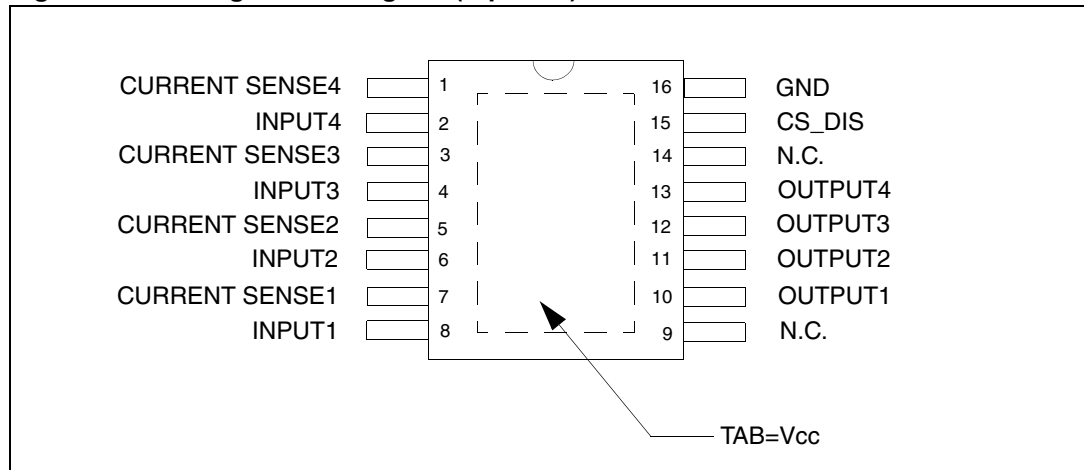 CURRENT SENSE4 1 16 GND
INPUT4 2 15 CS_DIS
CURRENT SENSE3 3 14 N.C.
INPUT3 4 13 OUTPUT4
CURRENT SENSE2 5 12 OUTPUT3
INPUT2 6 11 OUTPUT2
CURRENT SENSE1 7 10 OUTPUT1
INPUT1 8 9 N.C.
TAB=Vcc